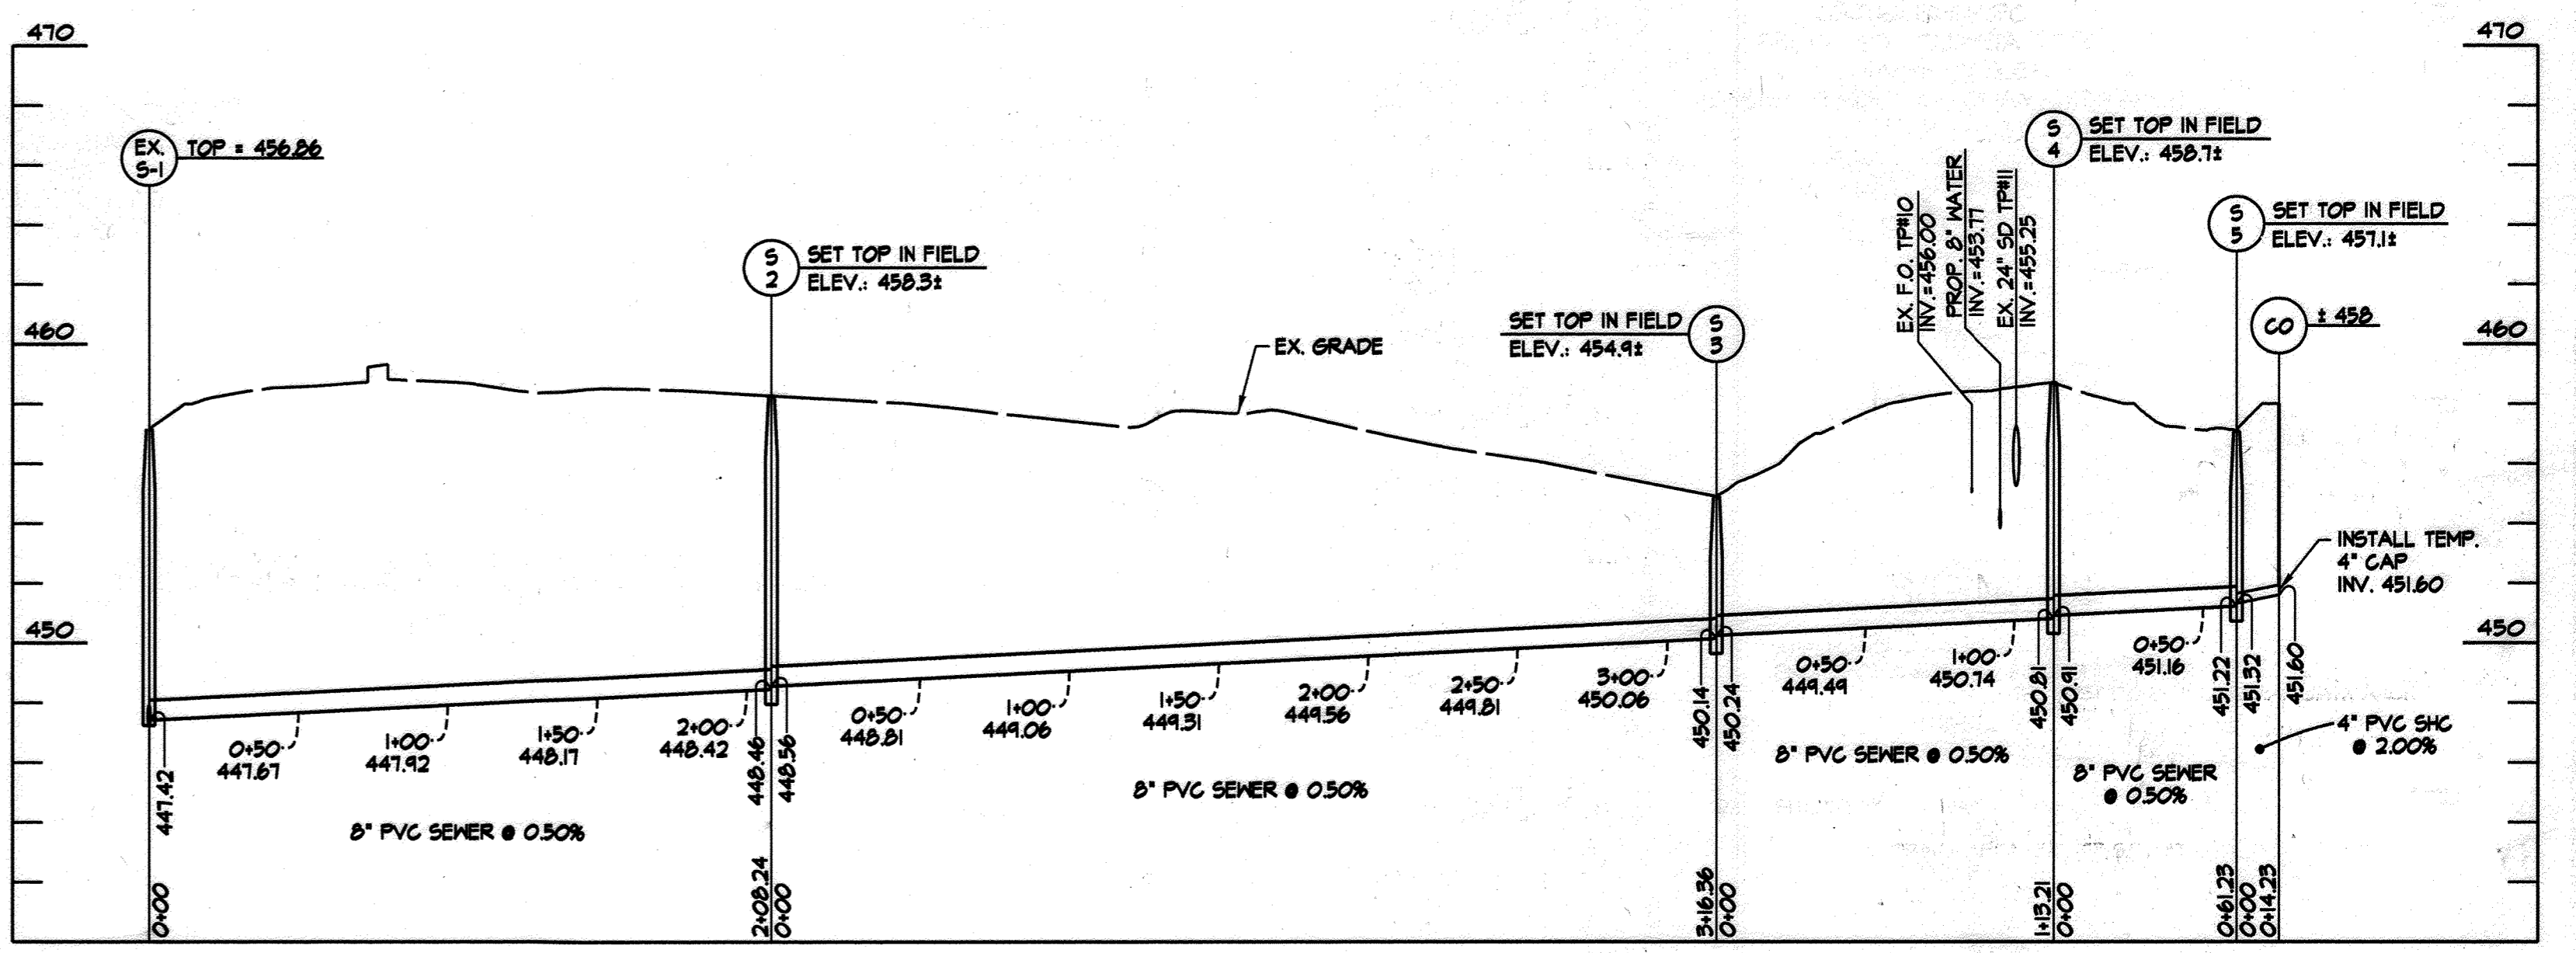 470
470
EX.
S-1
TOP = 456.86
S
2
SET TOP IN FIELD
ELEV.: 458.3±
SET TOP IN FIELD
ELEV.: 454.9±
S
3
EX. F.O. TP#10
INV.=456.00
PROP. 8" WATER
INV.=453.77
EX. 24" SD TP#11
INV.=455.25
S
4
SET TOP IN FIELD
ELEV.: 458.7±
S
5
SET TOP IN FIELD
ELEV.: 457.1±
CO
± 458
460
460
EX. GRADE
INSTALL TEMP.
4" CAP
INV. 451.60
450
450
447.42
0+50
447.67
1+00
447.92
1+50
448.17
2+00
448.42
448.46
448.56
0+50
448.81
1+00
449.06
1+50
449.31
2+00
449.56
2+50
449.81
3+00
450.06
450.14
450.24
0+50
449.49
1+00
450.74
450.81
450.91
0+50
451.16
451.22
451.32
451.60
4" PVC SHC
@ 2.00%
8" PVC SEWER @ 0.50%
8" PVC SEWER @ 0.50%
8" PVC SEWER @ 0.50%
8" PVC SEWER
@ 0.50%
0+00
2+08.24
0+00
3+16.36
0+00
1+13.21
0+00
0+61.23
0+00
0+14.23